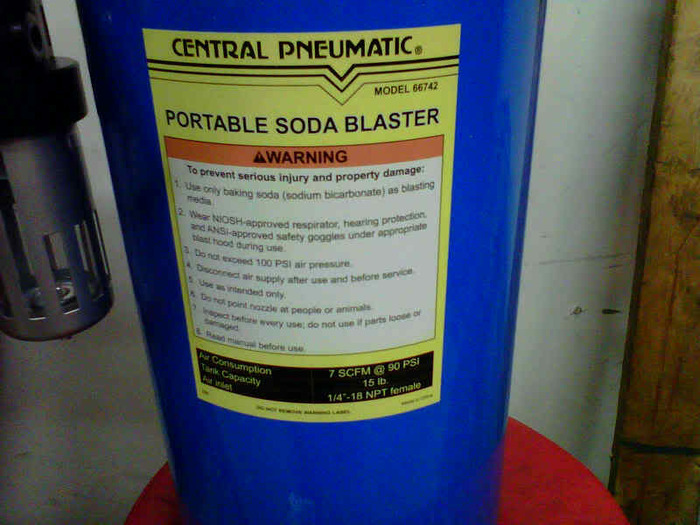 CENTRAL PNEUMATIC®
MODEL 66742
PORTABLE SODA BLASTER
⚠WARNING
To prevent serious injury and property damage:
1. Use only baking soda (sodium bicarbonate) as blasting
media.
2. Wear NIOSH-approved respirator, hearing protection,
and ANSI-approved safety goggles under appropriate
blast hood during use.
3. Do not exceed 100 PSI air pressure.
4. Disconnect air supply after use and before service.
5. Use as intended only.
6. Do not point nozzle at people or animals.
7. Inspect before every use; do not use if parts loose or
damaged.
8. Read manual before use.
Air Consumption 7 SCFM @ 90 PSI
Tank Capacity 15 lb.
Air Inlet 1/4"-18 NPT female
DO NOT REMOVE WARNING LABEL